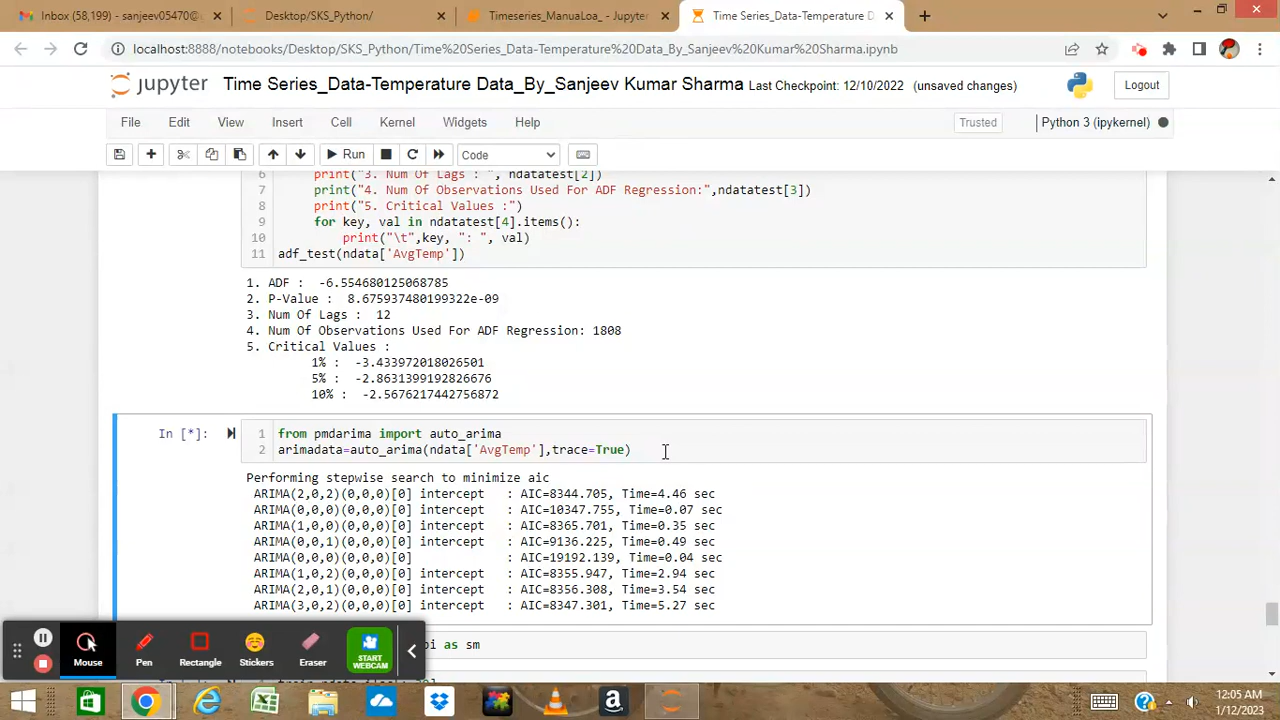 Inbox (58,199) - sanjeev05470@
Desktop/SKS_Python/
Timeseries_ManuaLoa_ - Jupyter
Time Series_Data-Temperature D
localhost:8888/notebooks/Desktop/SKS_Python/Time%20Series_Data-Temperature%20Data_By_Sanjeev%20Kumar%20Sharma.ipynb
jupyter Time Series_Data-Temperature Data_By_Sanjeev Kumar Sharma Last Checkpoint: 12/10/2022 (unsaved changes) Logout
File Edit View Insert Cell Kernel Widgets Help Trusted Python 3 (ipykernel)
Run Code
6 print("3. Num Of Lags : ", ndatatest[2])
7 print("4. Num Of Observations Used For ADF Regression:",ndatatest[3])
8 print("5. Critical Values :")
9 for key, val in ndatatest[4].items():
10 print("\t",key, ": ", val)
11 adf_test(ndata['AvgTemp'])
1. ADF : -6.554680125068785
2. P-Value : 8.675937480199322e-09
3. Num Of Lags : 12
4. Num Of Observations Used For ADF Regression: 1808
5. Critical Values :
1% : -3.433972018026501
5% : -2.8631399192826676
10% : -2.5676217442756872
In [*]: 1 from pmdarima import auto_arima
2 arimadata=auto_arima(ndata['AvgTemp'],trace=True)
Performing stepwise search to minimize aic
ARIMA(2,0,2)(0,0,0)[0] intercept : AIC=8344.705, Time=4.46 sec
ARIMA(0,0,0)(0,0,0)[0] intercept : AIC=10347.755, Time=0.07 sec
ARIMA(1,0,0)(0,0,0)[0] intercept : AIC=8365.701, Time=0.35 sec
ARIMA(0,0,1)(0,0,0)[0] intercept : AIC=9136.225, Time=0.49 sec
ARIMA(0,0,0)(0,0,0)[0] : AIC=19192.139, Time=0.04 sec
ARIMA(1,0,2)(0,0,0)[0] intercept : AIC=8355.947, Time=2.94 sec
ARIMA(2,0,1)(0,0,0)[0] intercept : AIC=8356.308, Time=3.54 sec
ARIMA(3,0,2)(0,0,0)[0] intercept : AIC=8347.301, Time=5.27 sec
as sm
Mouse Pen Rectangle Stickers Eraser START WEBCAM
12:05 AM
1/12/2023